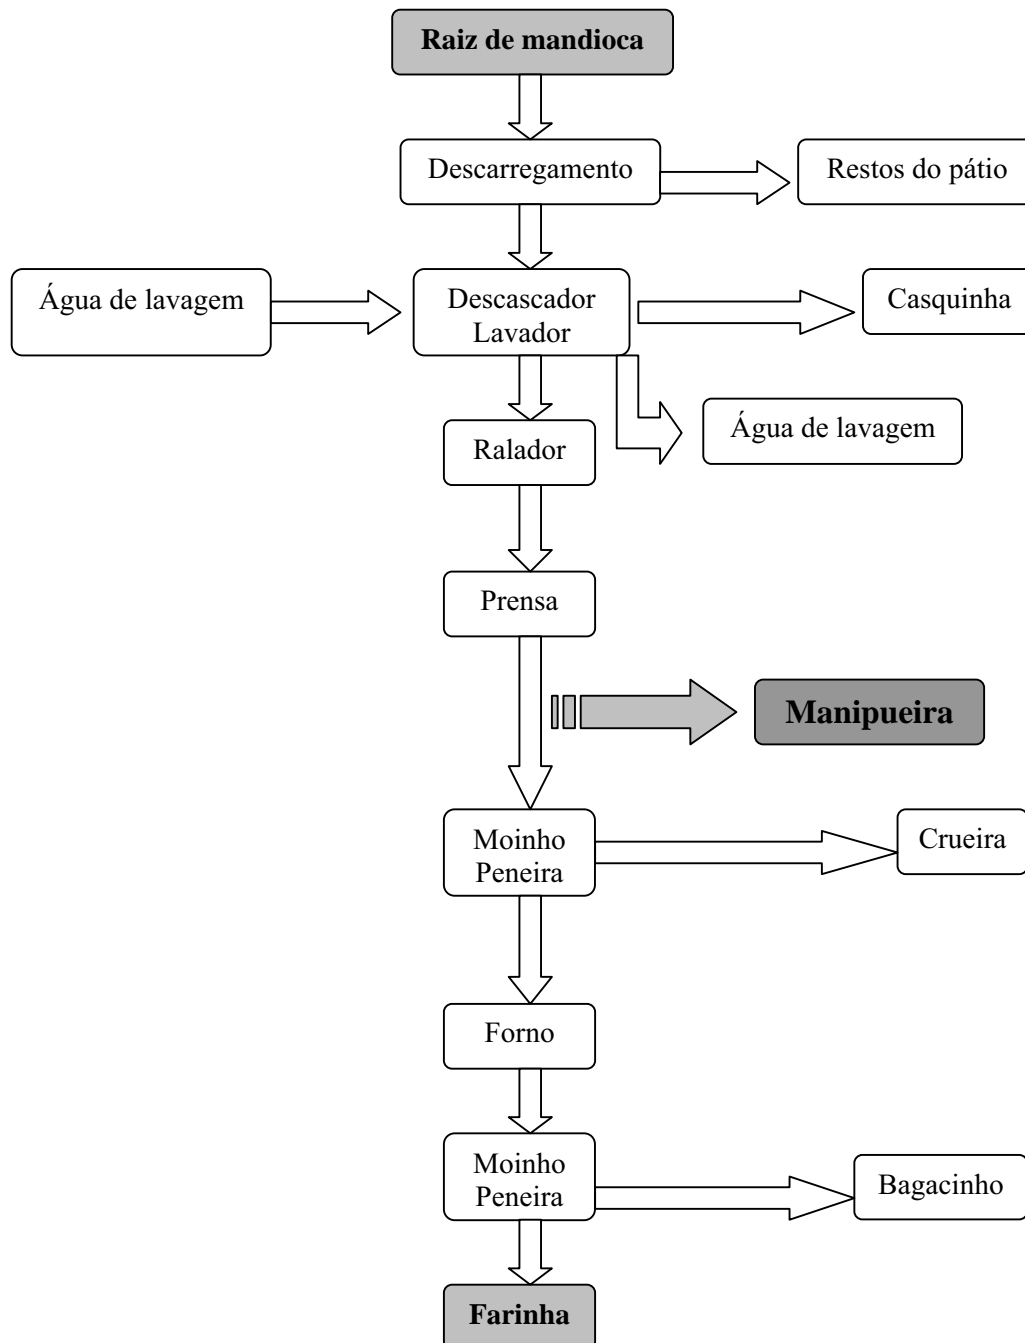 Raiz de mandioca
Descarregamento
Restos do pátio
Água de lavagem
Descascador
Lavador
Casquinha
Água de lavagem
Ralador
Prensa
Manipueira
Moinho
Peneira
Crueira
Forno
Moinho
Peneira
Bagacinho
Farinha